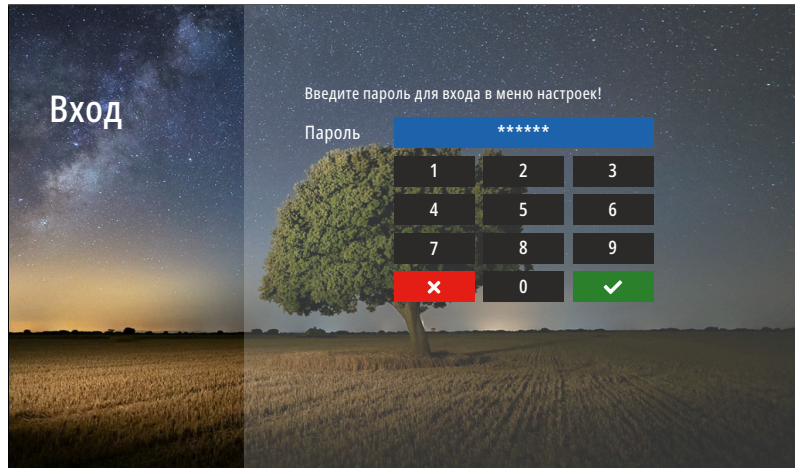 Вход
Введите пароль для входа в меню настроек!
Пароль ******
1 2 3
4 5 6
7 8 9
0